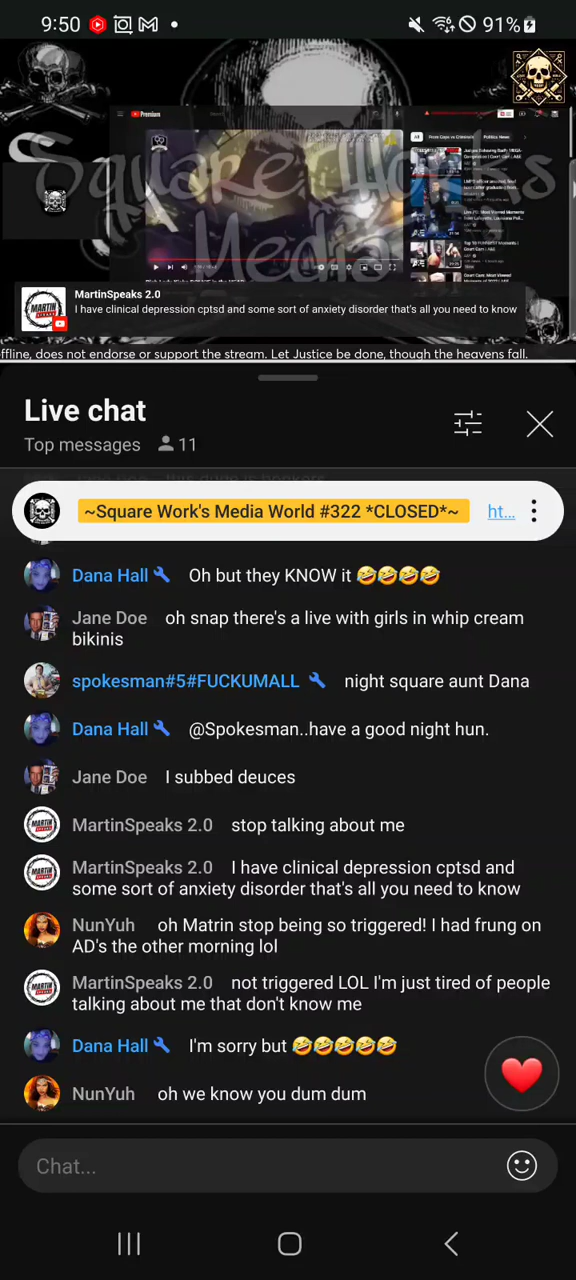 9:50
91%
Premium
Square Works
Media
MartinSpeaks 2.0
I have clinical depression cptsd and some sort of anxiety disorder that's all you need to know
ffline, does not endorse or support the stream. Let Justice be done, though the heavens fall.
Live chat
Top messages 11
~Square Work's Media World #322 *CLOSED*~ ht...
Dana Hall Oh but they KNOW it 🤣🤣🤣🤣
Jane Doe oh snap there's a live with girls in whip cream
bikinis
spokesman#5#FUCKUMALL night square aunt Dana
Dana Hall @Spokesman..have a good night hun.
Jane Doe I subbed deuces
MartinSpeaks 2.0 stop talking about me
MartinSpeaks 2.0 I have clinical depression cptsd and
some sort of anxiety disorder that's all you need to know
NunYuh oh Matrin stop being so triggered! I had frung on
AD's the other morning lol
MartinSpeaks 2.0 not triggered LOL I'm just tired of people
talking about me that don't know me
Dana Hall I'm sorry but 🤣🤣🤣🤣🤣
NunYuh oh we know you dum dum
Chat...